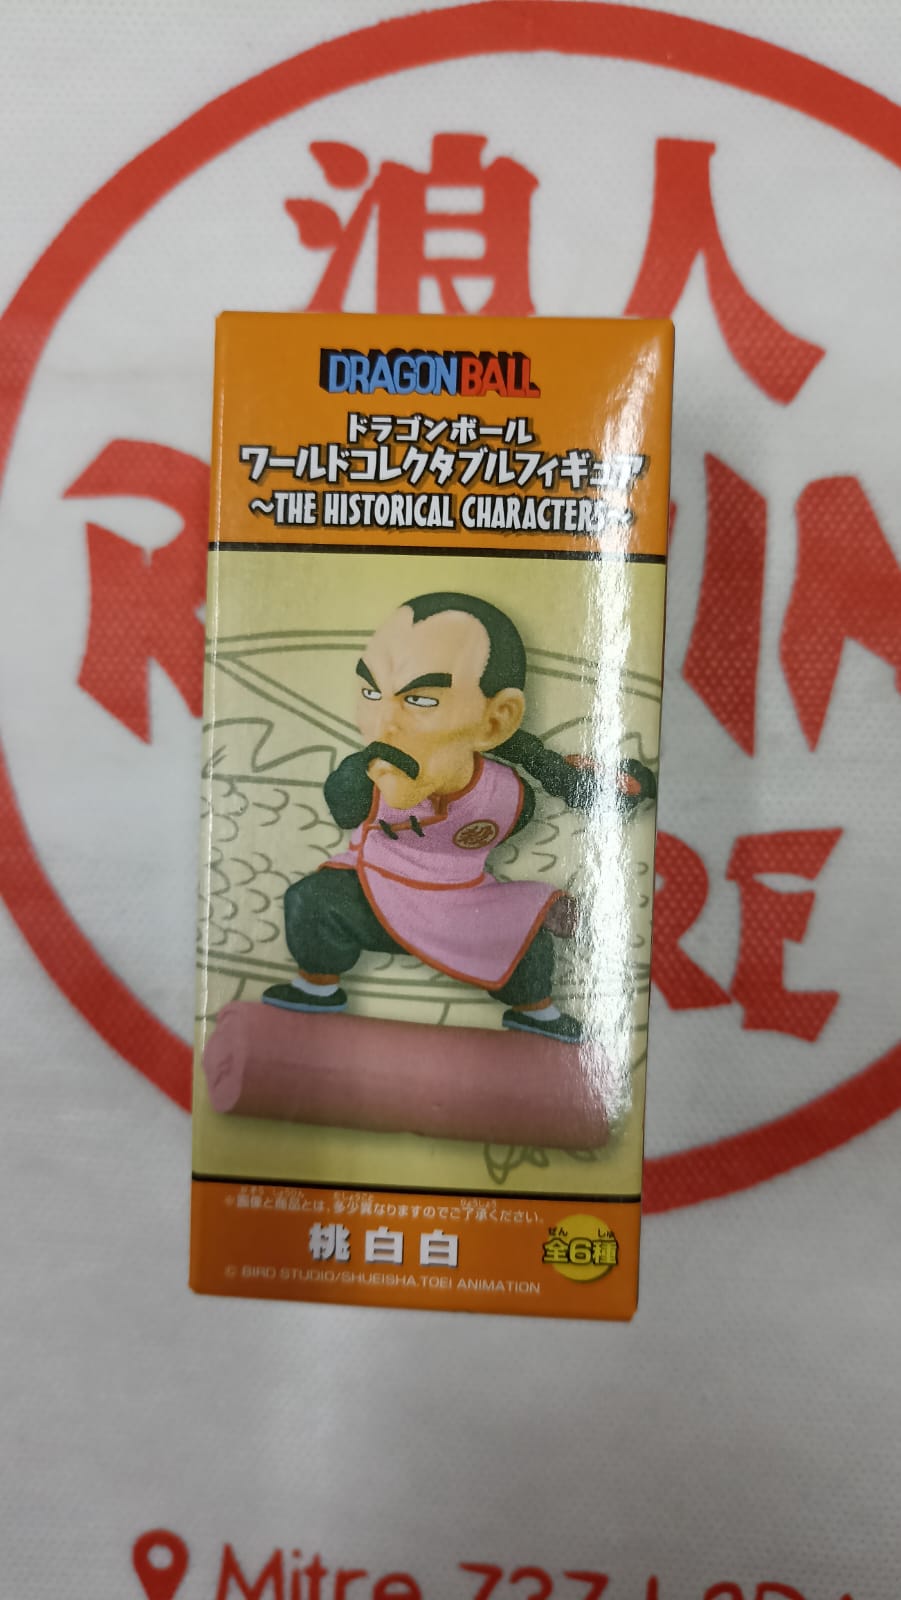 浪人
DRAGON BALL
ドラゴンボール
ワールドコレクタブルフィギュア
~THE HISTORICAL CHARACTERS~
※画像と商品とは、多少異なりますのでご了承ください。
桃白白
全6種
© BIRD STUDIO/SHUEISHA.TOEI ANIMATION
Mitre 737